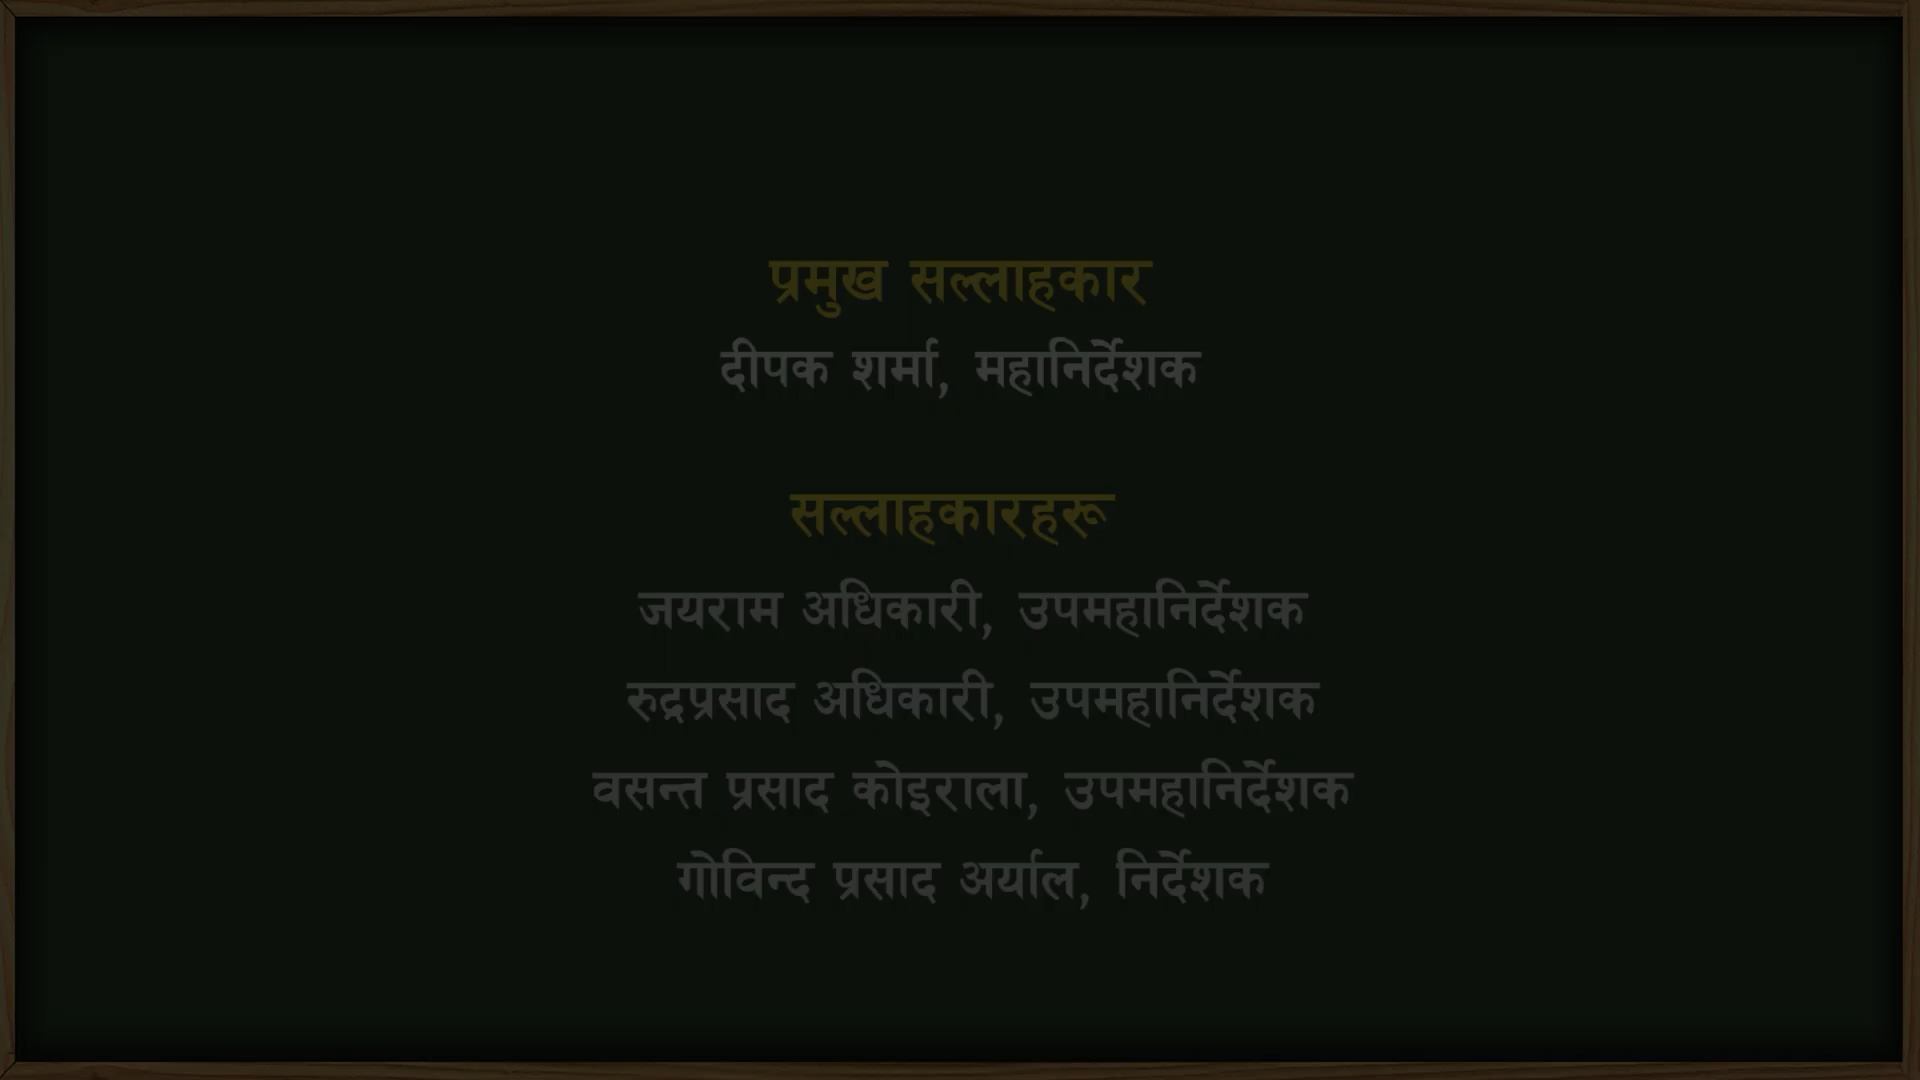 प्रमुख सल्लाहकार
दीपक शर्मा, महानिर्देशक
सल्लाहकारहरू
जयराम अधिकारी, उपमहानिर्देशक
रुद्रप्रसाद अधिकारी, उपमहानिर्देशक
वसन्त प्रसाद कोइराला, उपमहानिर्देशक
गोविन्द प्रसाद अर्याल, निर्देशक